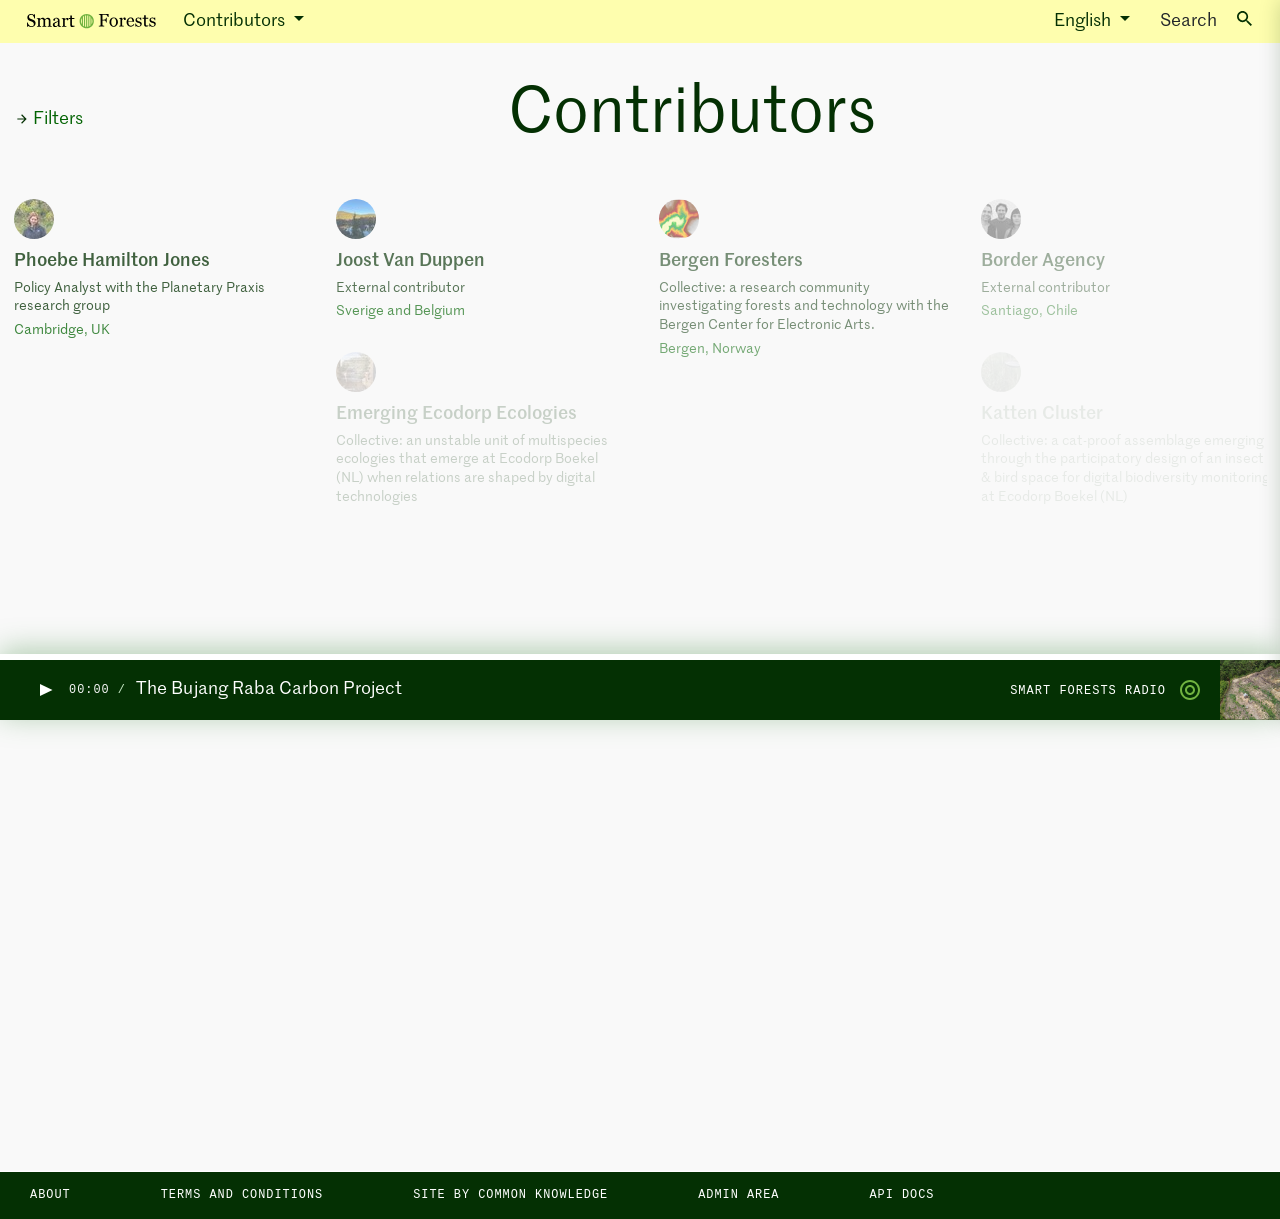 Smart Forests
Contributors
English
Search
Filters
Contributors
Phoebe Hamilton Jones
Policy Analyst with the Planetary Praxis
research group
Cambridge, UK
Joost Van Duppen
External contributor
Sverige and Belgium
Bergen Foresters
Collective: a research community
investigating forests and technology with the
Bergen Center for Electronic Arts.
Bergen, Norway
Border Agency
External contributor
Santiago, Chile
Emerging Ecodorp Ecologies
Collective: an unstable unit of multispecies
ecologies that emerge at Ecodorp Boekel
(NL) when relations are shaped by digital
technologies
Katten Cluster
Collective: a cat-proof assemblage emerging
through the participatory design of an insect
& bird space for digital biodiversity monitoring
at Ecodorp Boekel (NL)
00:00 /
The Bujang Raba Carbon Project
SMART FORESTS RADIO
ABOUT
TERMS AND CONDITIONS
SITE BY COMMON KNOWLEDGE
ADMIN AREA
API DOCS